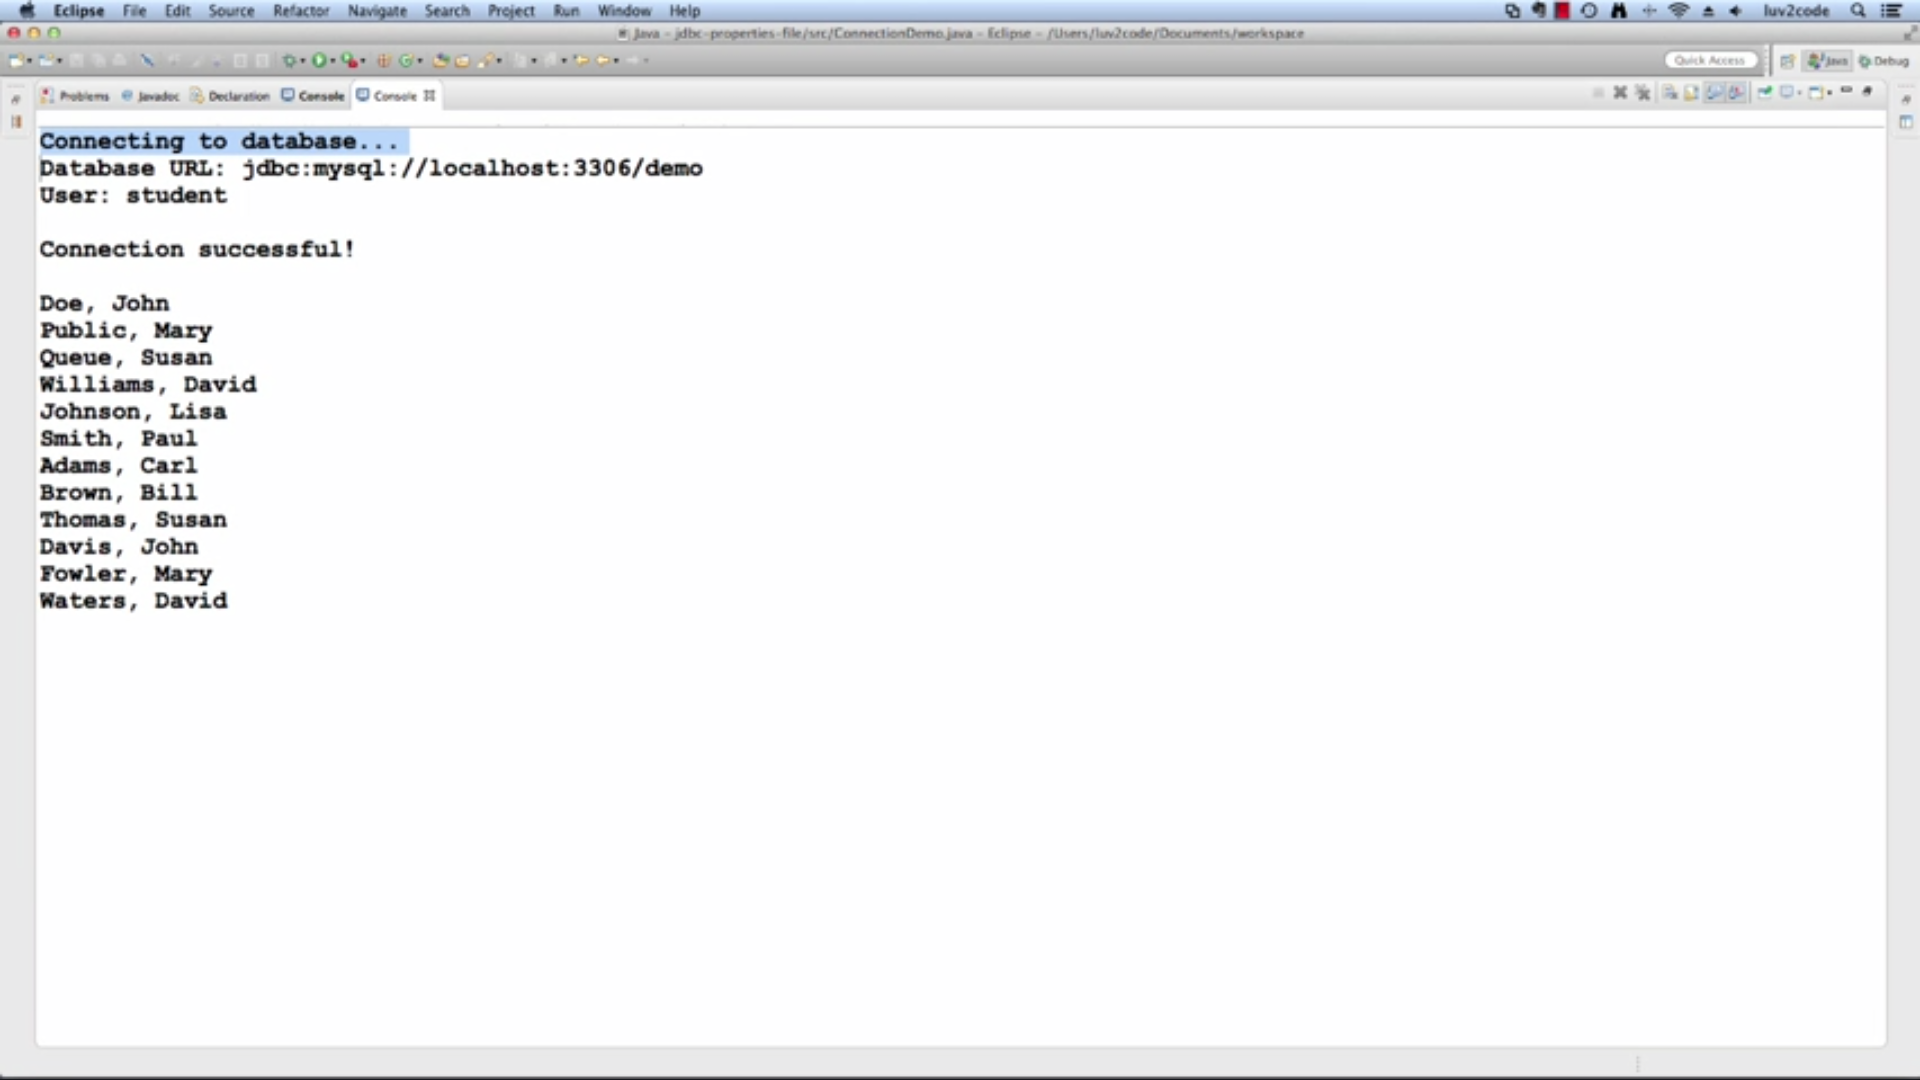 Eclipse File Edit Source Refactor Navigate Search Project Run Window Help luv2code
Java - jdbc-properties-file/src/ConnectionDemo.java - Eclipse - /Users/luv2code/Documents/workspace
Quick Access Java Debug
Problems Javadoc Declaration Console Console
Connecting to database...
Database URL: jdbc:mysql://localhost:3306/demo
User: student
Connection successful!
Doe, John
Public, Mary
Queue, Susan
Williams, David
Johnson, Lisa
Smith, Paul
Adams, Carl
Brown, Bill
Thomas, Susan
Davis, John
Fowler, Mary
Waters, David